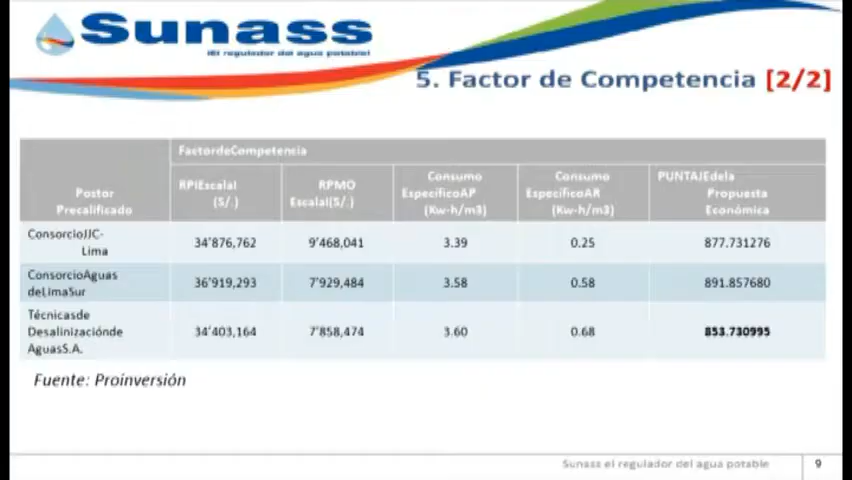 Sunass
¡El regulador del agua potable!
5. Factor de Competencia [2/2]
FactordeCompetencia
Postor
Precalificado
RPIEscalaI
(S/.)
RPMO
EscalaI(S/.)
Consumo
EspecíficoAP
(Kw-h/m3)
Consumo
EspecíficoAR
(Kw-h/m3)
PUNTAJEdela
Propuesta
Económica
ConsorcioJJC-
Lima
34'876,762
9'468,041
3.39
0.25
877.731276
ConsorcioAguas
deLimaSur
36'919,293
7'929,484
3.58
0.58
891.857680
Técnicasde
Desalinizaciónde
AguasS.A.
34'403,164
7'858,474
3.60
0.68
853.730995
Fuente: Proinversión
Sunass el regulador del agua potable
9